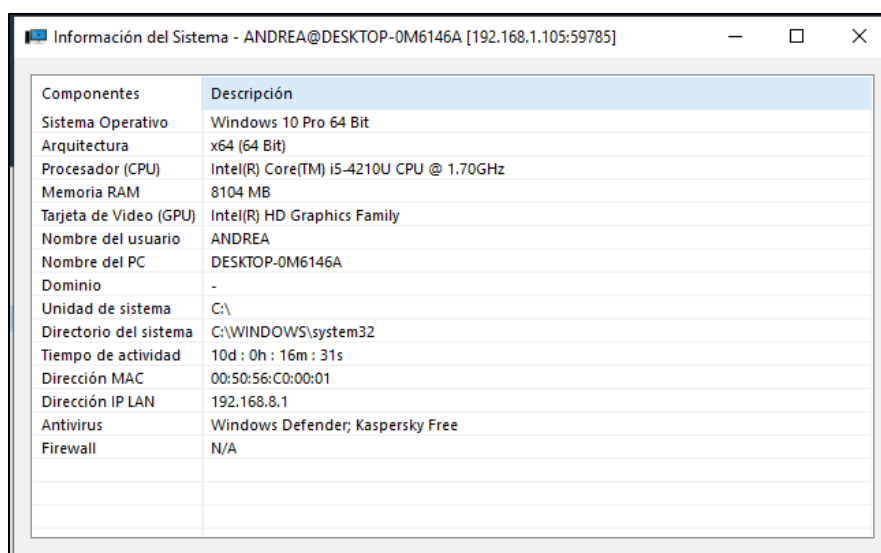 Información del Sistema - ANDREA@DESKTOP-0M6146A [192.168.1.105:59785]
Componentes Descripción
Sistema Operativo Windows 10 Pro 64 Bit
Arquitectura x64 (64 Bit)
Procesador (CPU) Intel(R) Core(TM) i5-4210U CPU @ 1.70GHz
Memoria RAM 8104 MB
Tarjeta de Video (GPU) Intel(R) HD Graphics Family
Nombre del usuario ANDREA
Nombre del PC DESKTOP-0M6146A
Dominio -
Unidad de sistema C:\
Directorio del sistema C:\WINDOWS\system32
Tiempo de actividad 10d : 0h : 16m : 31s
Dirección MAC 00:50:56:C0:00:01
Dirección IP LAN 192.168.8.1
Antivirus Windows Defender; Kaspersky Free
Firewall N/A